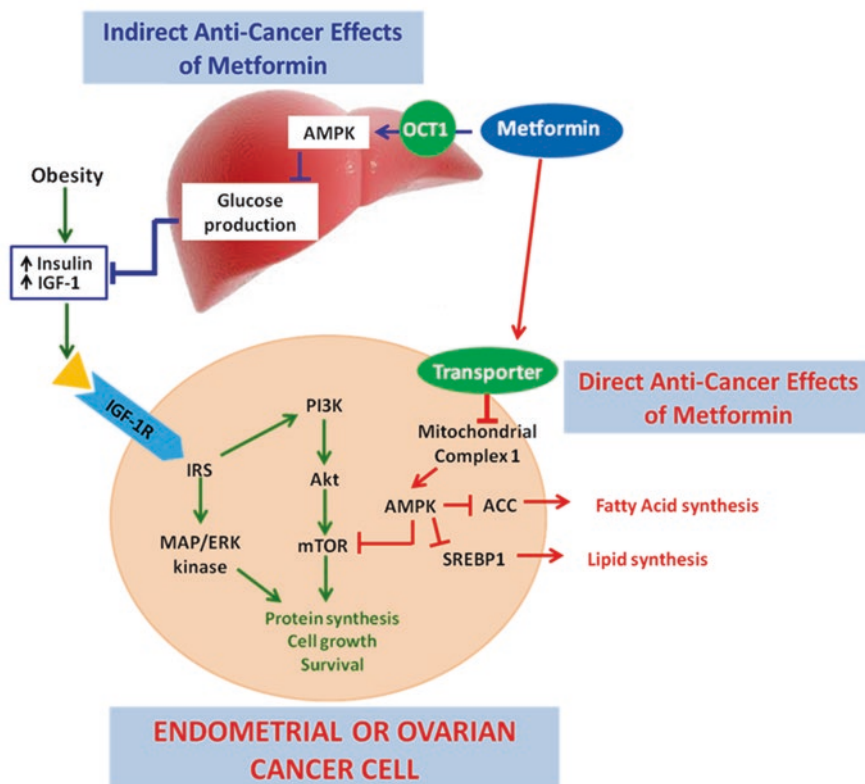 Indirect Anti-Cancer Effects
of Metformin
AMPK
OCT1
Metformin
Obesity
Glucose
production
↑ Insulin
↑ IGF-1
Transporter
Direct Anti-Cancer Effects
of Metformin
IGF-1R
PI3K
Mitochondrial
Complex 1
IRS
Akt
AMPK
ACC
Fatty Acid synthesis
MAP/ERK
kinase
mTOR
SREBP1
Lipid synthesis
Protein synthesis
Cell growth
Survival
ENDOMETRIAL OR OVARIAN
CANCER CELL